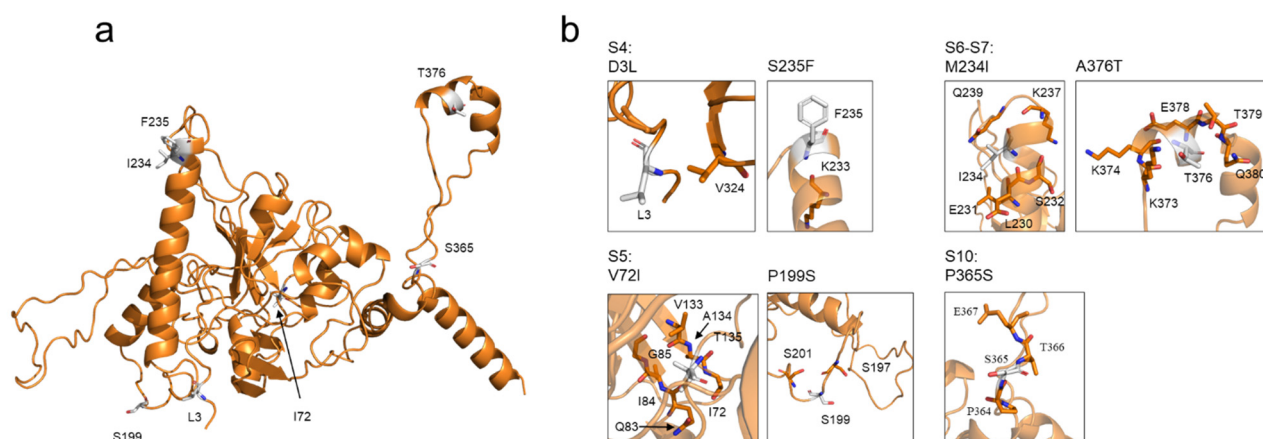 a
T376
F235
I234
S365
I72
L3
S199
b
S4:
D3L
V324
L3
S235F
F235
K233
S6-S7:
M234I
Q239
K237
I234
E231
S232
L230
A376T
E378
T379
K374
T376
Q380
K373
S5:
V72I
V133
A134
T135
G85
I84
I72
Q83
P199S
S201
S197
S199
S10:
P365S
E367
T366
S365
P364